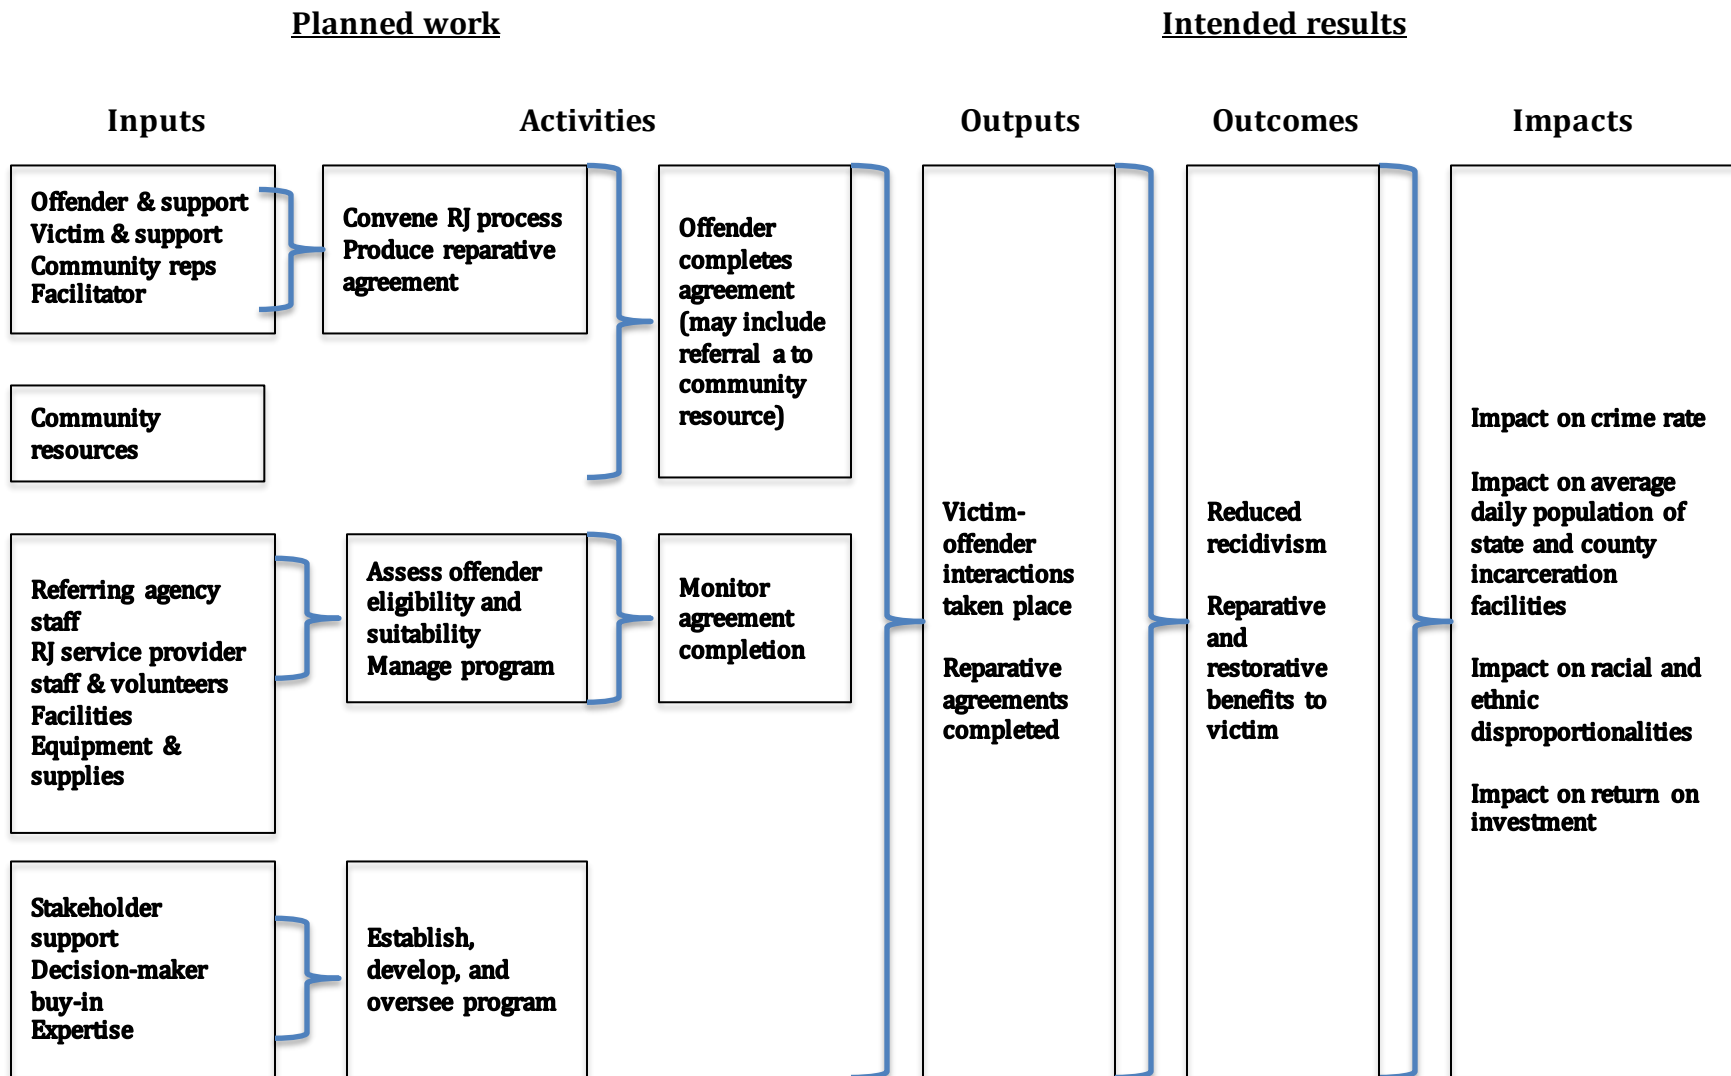 Planned work
Intended results
Inputs
Activities
Outputs
Outcomes
Impacts
Offender & support
Victim & support
Community reps
Facilitator
Convene RJ process
Produce reparative
agreement
Offender
completes
agreement
(may include
referral a to
community
resource)
Community
resources
Referring agency
staff
RJ service provider
staff & volunteers
Facilities
Equipment &
supplies
Assess offender
eligibility and
suitability
Manage program
Monitor
agreement
completion
Stakeholder
support
Decision-maker
buy-in
Expertise
Establish,
develop, and
oversee program
Victim-
offender
interactions
taken place
Reparative
agreements
completed
Reduced
recidivism
Reparative
and
restorative
benefits to
victim
Impact on crime rate
Impact on average
daily population of
state and county
incarceration
facilities
Impact on racial and
ethnic
disproportionalities
Impact on return on
investment